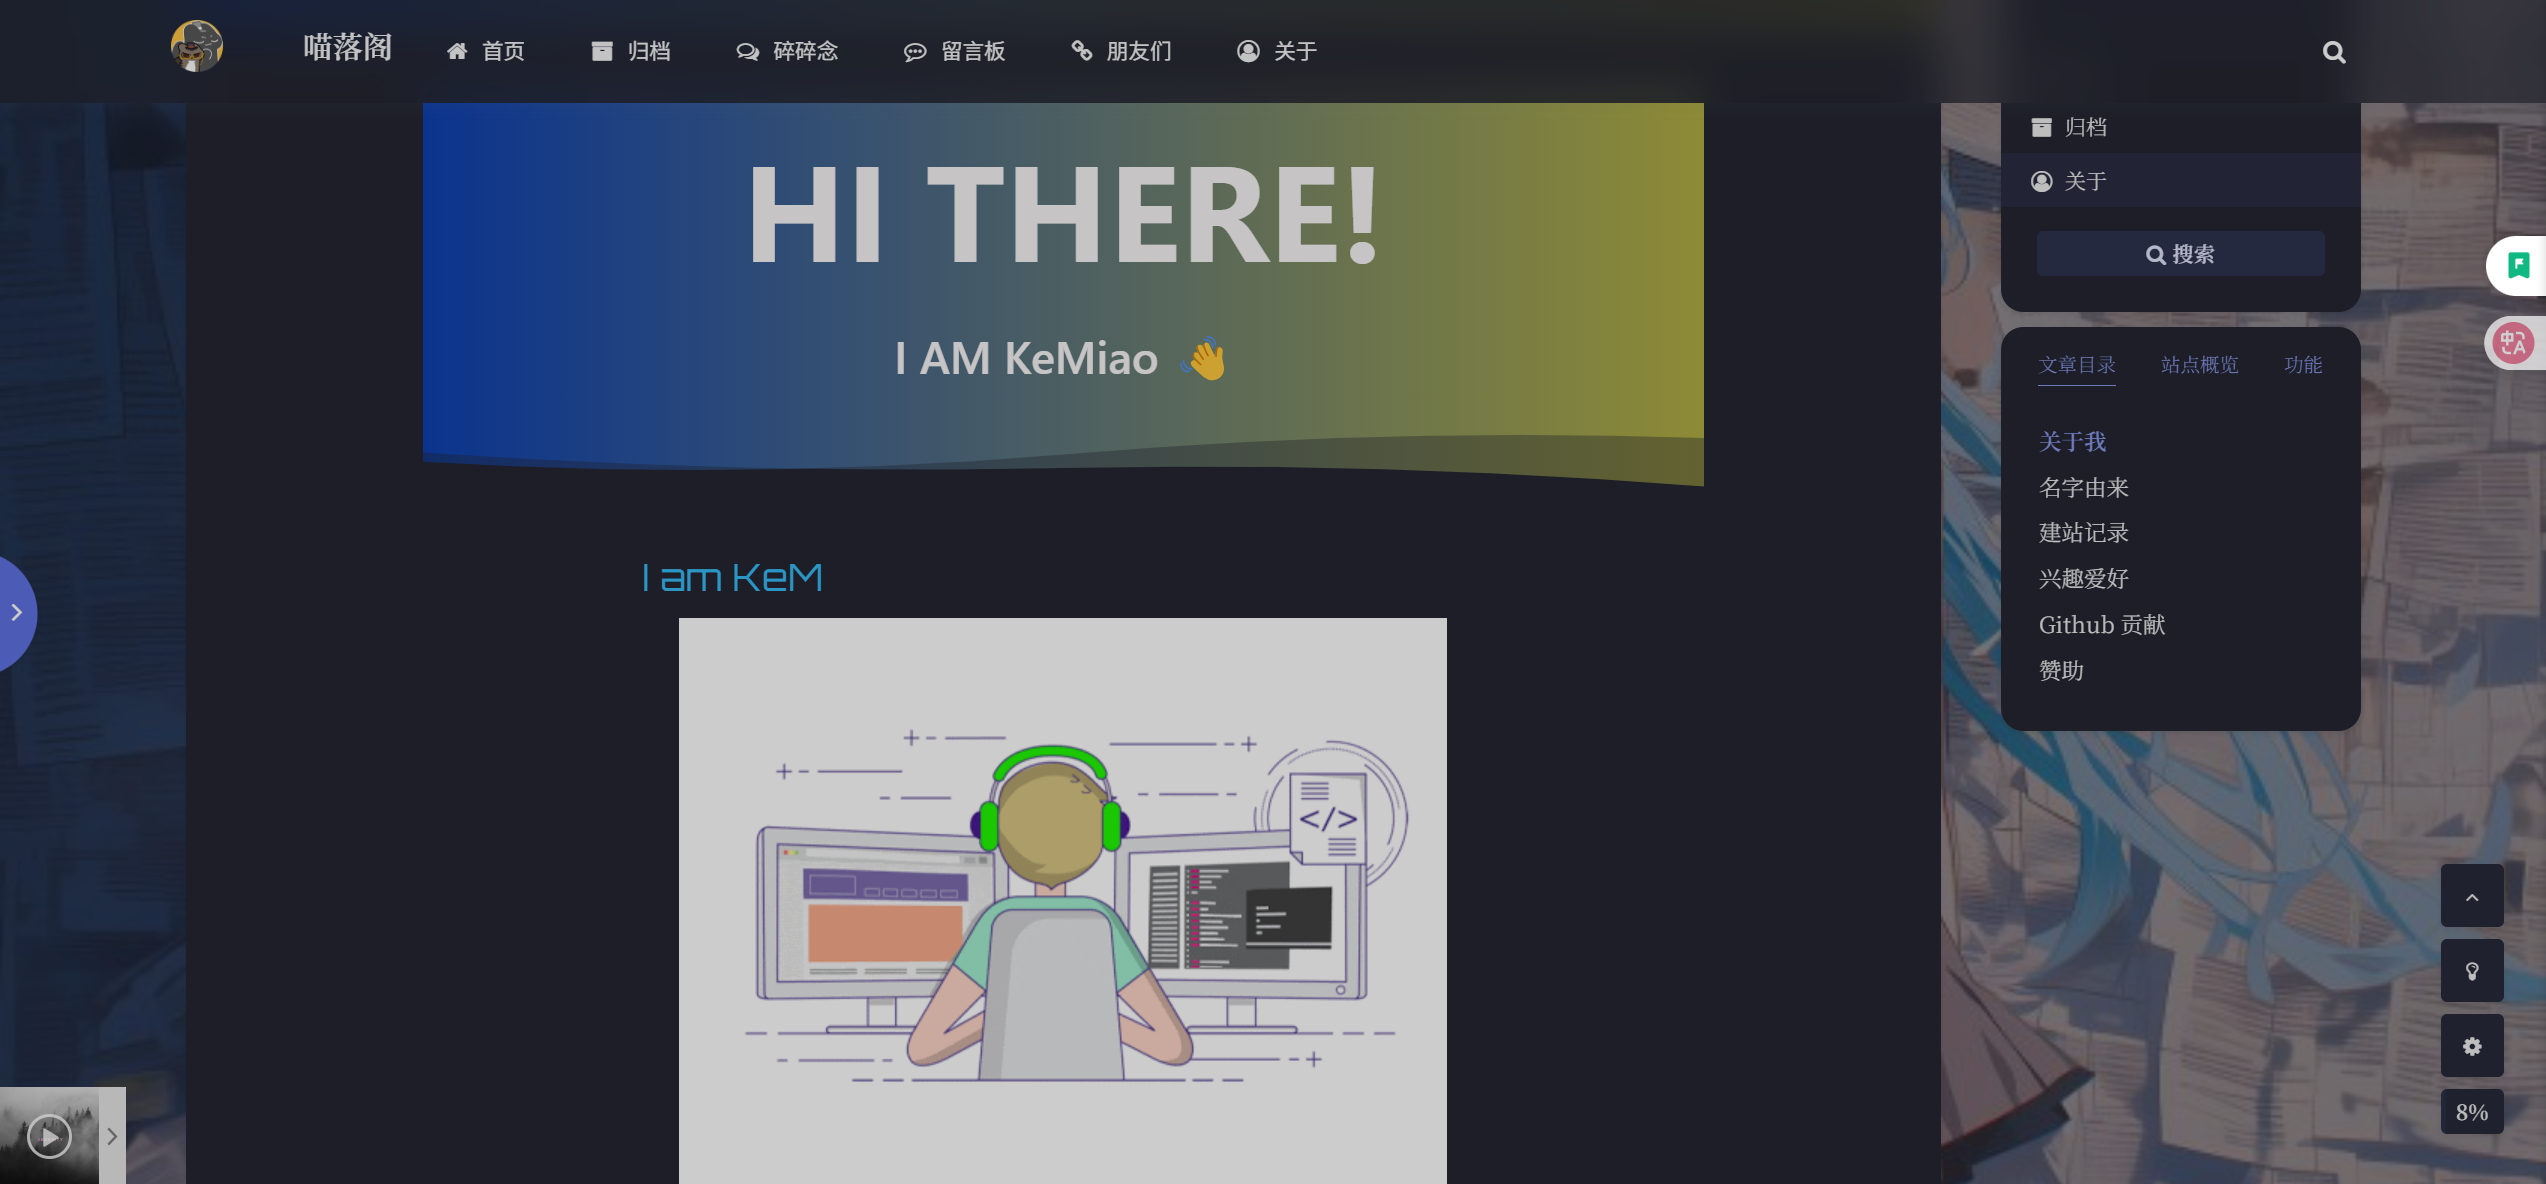 喵落阁
首页
归档
碎碎念
留言板
朋友们
关于
HI THERE!
I AM KeMiao 👋
I am KeM
</>
归档
关于
搜索
文章目录 站点概览 功能
关于我
名字由来
建站记录
兴趣爱好
Github 贡献
赞助
中A
8%